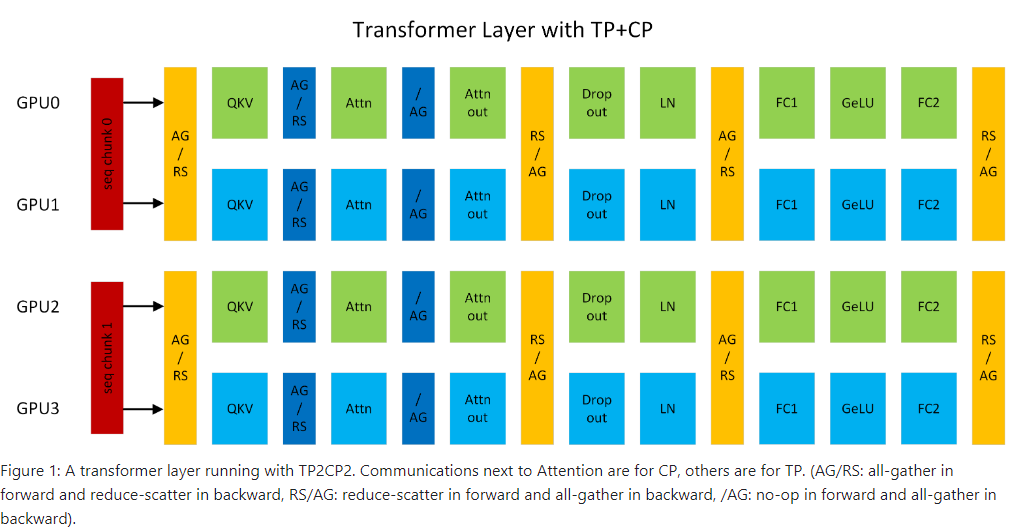 Transformer Layer with TP+CP
GPU0
seq chunk 0
AG
/
RS
QKV
AG
/
RS
Attn
/
AG
Attn
out
RS
/
AG
Drop
out
LN
AG
/
RS
FC1
GeLU
FC2
RS
/
AG
GPU1
QKV
AG
/
RS
Attn
/
AG
Attn
out
Drop
out
LN
FC1
GeLU
FC2
GPU2
seq chunk 1
AG
/
RS
QKV
AG
/
RS
Attn
/
AG
Attn
out
RS
/
AG
Drop
out
LN
AG
/
RS
FC1
GeLU
FC2
RS
/
AG
GPU3
QKV
AG
/
RS
Attn
/
AG
Attn
out
Drop
out
LN
FC1
GeLU
FC2
Figure 1: A transformer layer running with TP2CP2. Communications next to Attention are for CP, others are for TP. (AG/RS: all-gather in
forward and reduce-scatter in backward, RS/AG: reduce-scatter in forward and all-gather in backward, /AG: no-op in forward and all-gather in
backward).